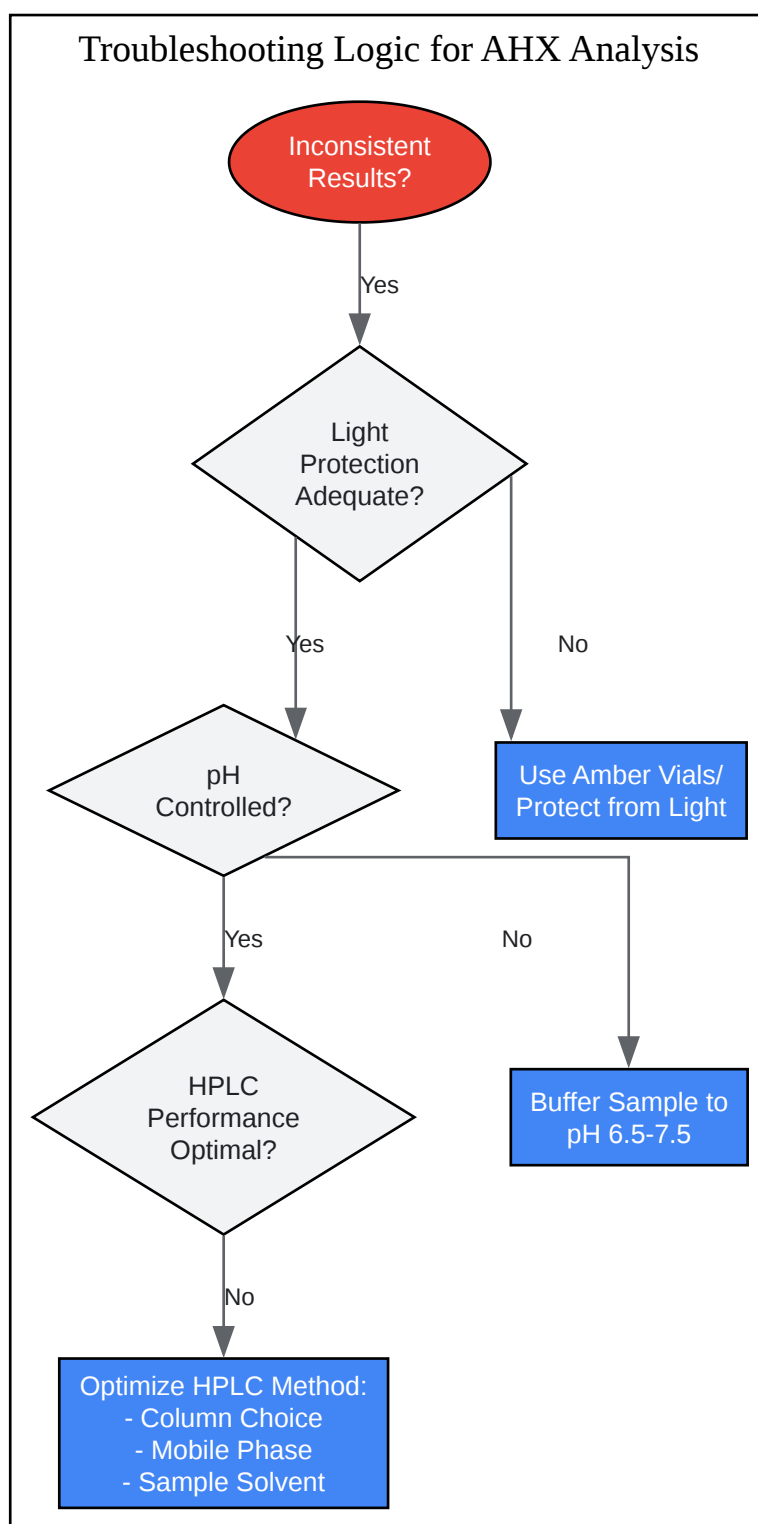 Troubleshooting Logic for AHX Analysis
Inconsistent
Results?
Yes
Light
Protection
Adequate?
Yes
No
pH
Controlled?
Use Amber Vials/
Protect from Light
Yes
No
HPLC
Performance
Optimal?
Buffer Sample to
pH 6.5-7.5
No
Optimize HPLC Method:
- Column Choice
- Mobile Phase
- Sample Solvent